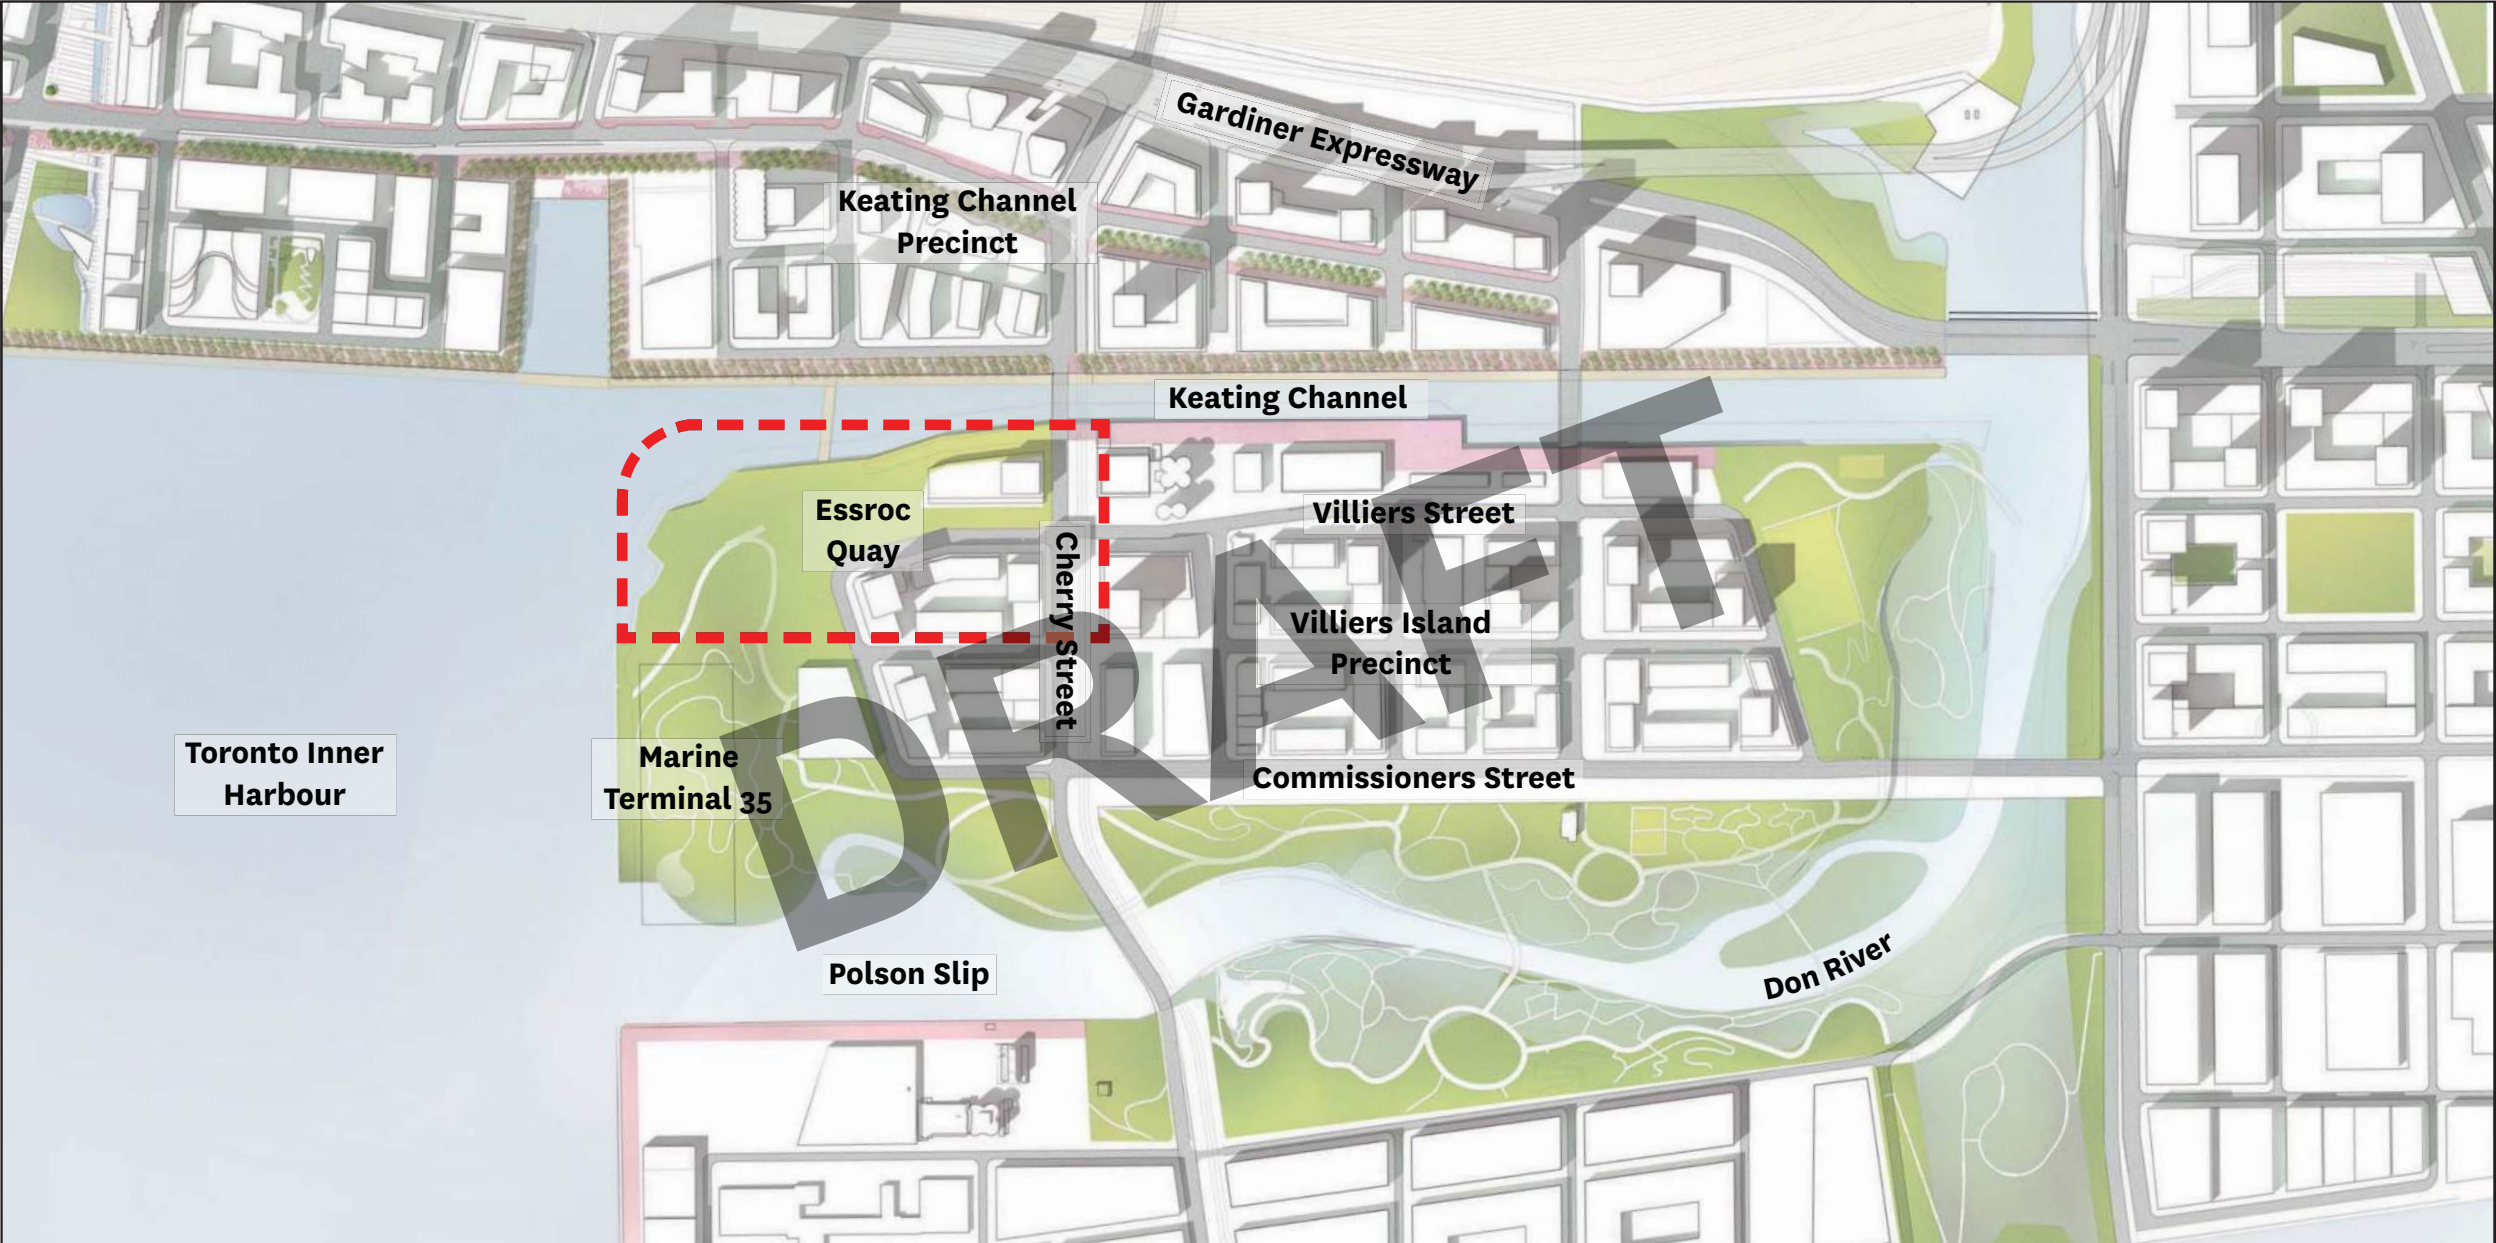 Gardiner Expressway
Keating Channel
Precinct
Keating Channel
Essroc
Quay
Villiers Street
Cherry Street
Villiers Island
Precinct
Toronto Inner
Harbour
Marine
Terminal 35
Commissioners Street
Polson Slip
Don River
DRAFT